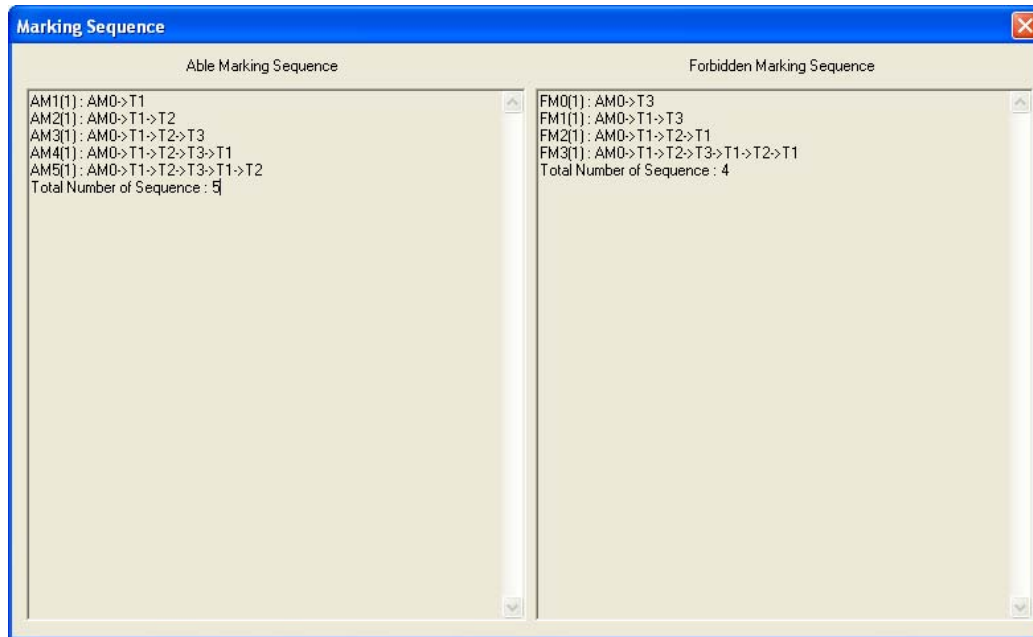 Marking Sequence
Able Marking Sequence
AM1(1) : AM0->T1
AM2(1) : AM0->T1->T2
AM3(1) : AM0->T1->T2->T3
AM4(1) : AM0->T1->T2->T3->T1
AM5(1) : AM0->T1->T2->T3->T1->T2
Total Number of Sequence : 5
Forbidden Marking Sequence
FM0(1) : AM0->T3
FM1(1) : AM0->T1->T3
FM2(1) : AM0->T1->T2->T1
FM3(1) : AM0->T1->T2->T3->T1->T2->T1
Total Number of Sequence : 4